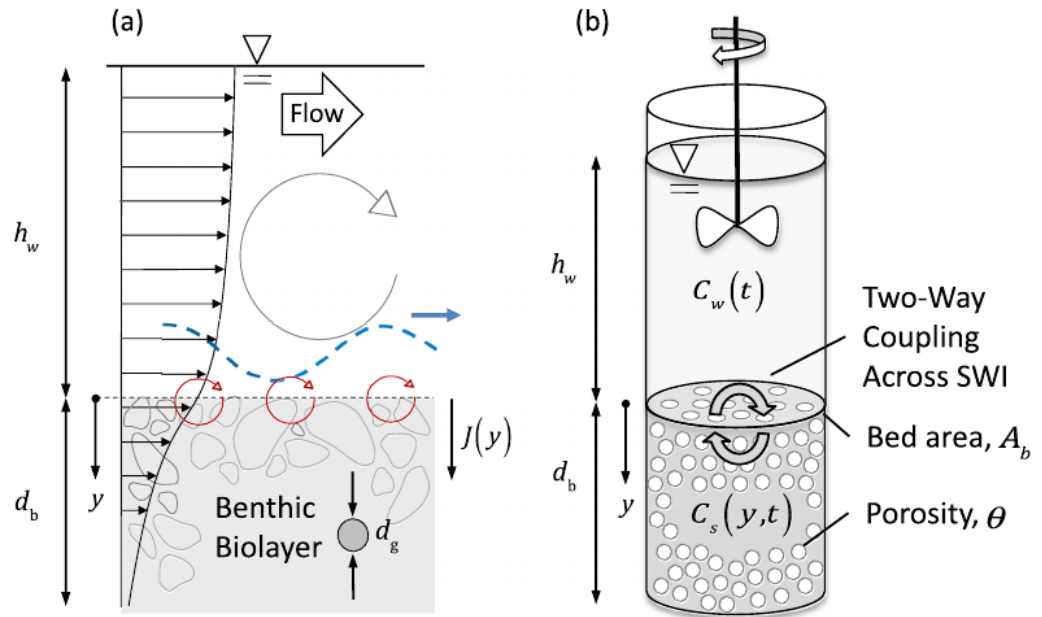 (a)
Flow
h_w
J(y)
d_b
y
Benthic
Biolayer
d_g
(b)
h_w
C_w(t)
Two-Way
Coupling
Across SWI
Bed area, A_b
d_b
y
C_s(y,t)
Porosity, θ